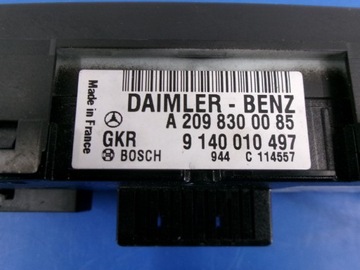 Made in
France
DAIMLER - BENZ
A 209 830 00 85
GKR 9 140 010 497
BOSCH 944 C 114557